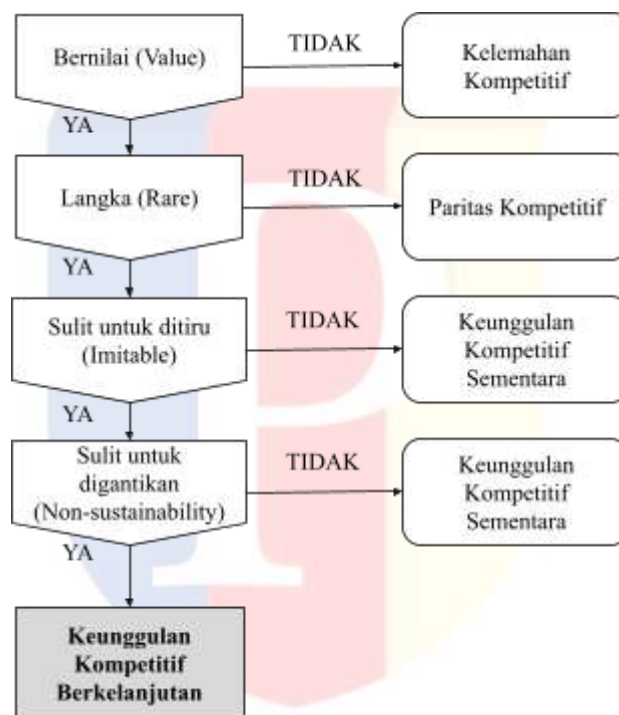 Bernilai (Value)
TIDAK
Kelemahan
Kompetitif
YA
Langka (Rare)
TIDAK
Paritas Kompetitif
YA
Sulit untuk ditiru
(Imitable)
TIDAK
Keunggulan
Kompetitif
Sementara
YA
Sulit untuk
digantikan
(Non-sustainability)
TIDAK
Keunggulan
Kompetitif
Sementara
YA
Keunggulan
Kompetitif
Berkelanjutan